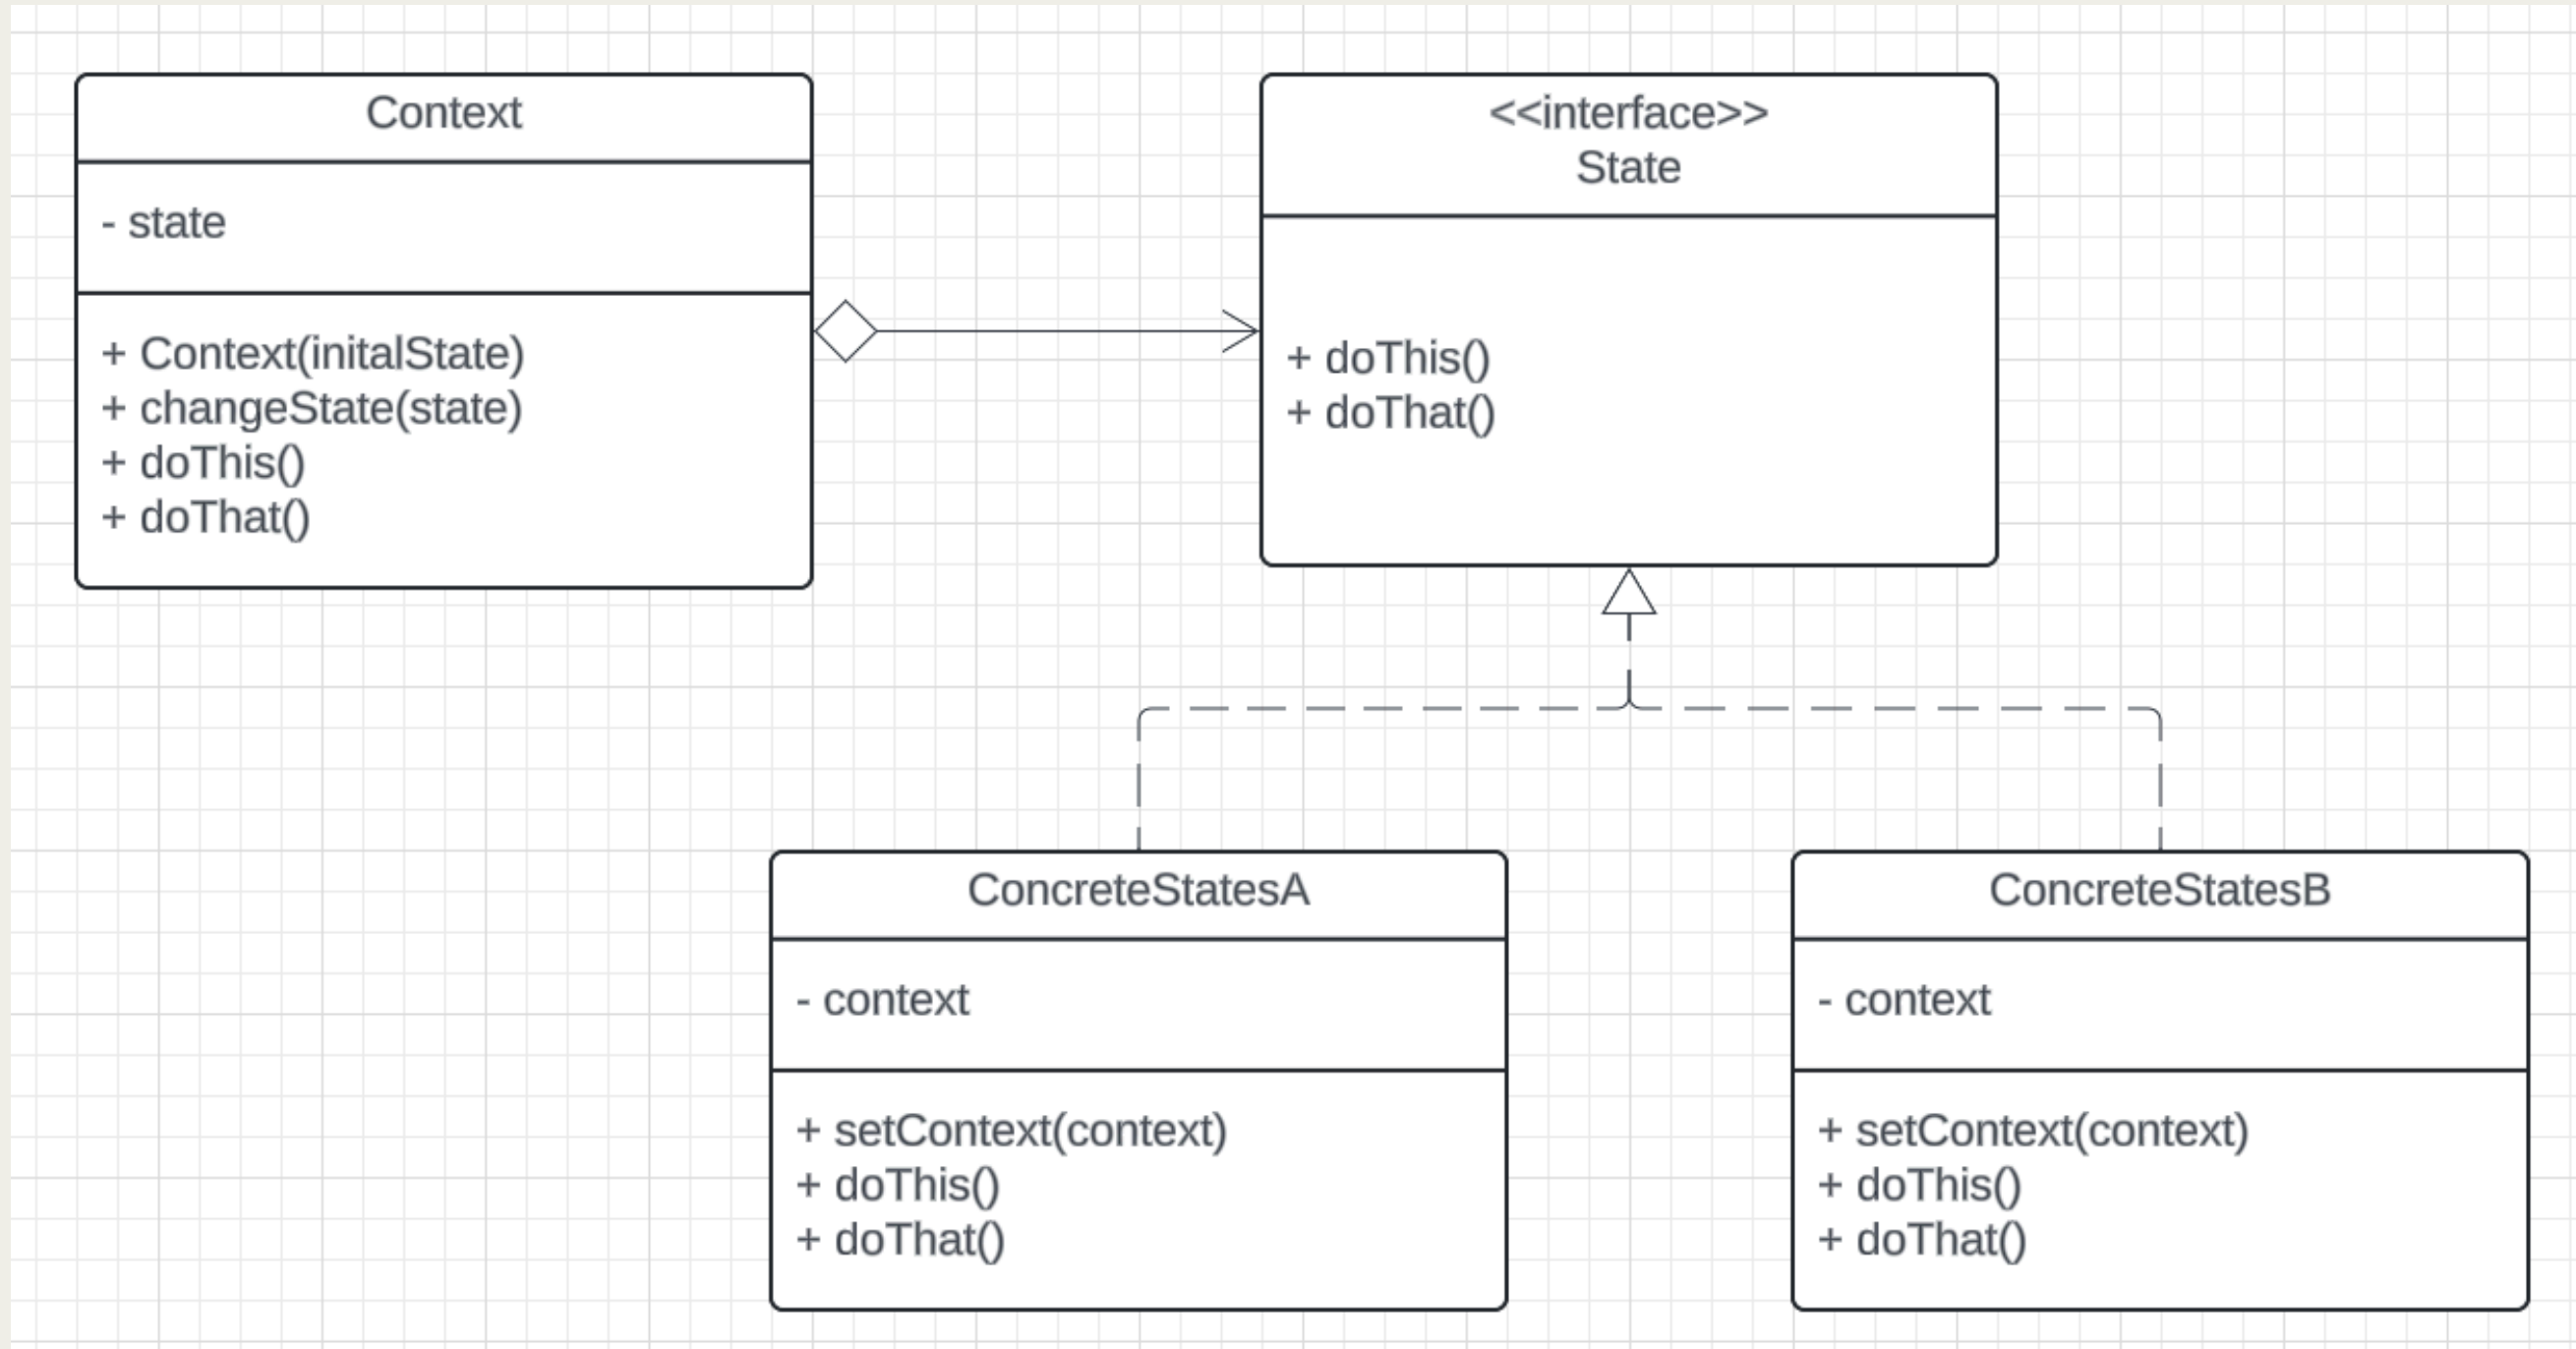 Context
- state
+ Context(initalState)
+ changeState(state)
+ doThis()
+ doThat()
<<interface>>
State
+ doThis()
+ doThat()
ConcreteStatesA
- context
+ setContext(context)
+ doThis()
+ doThat()
ConcreteStatesB
- context
+ setContext(context)
+ doThis()
+ doThat()